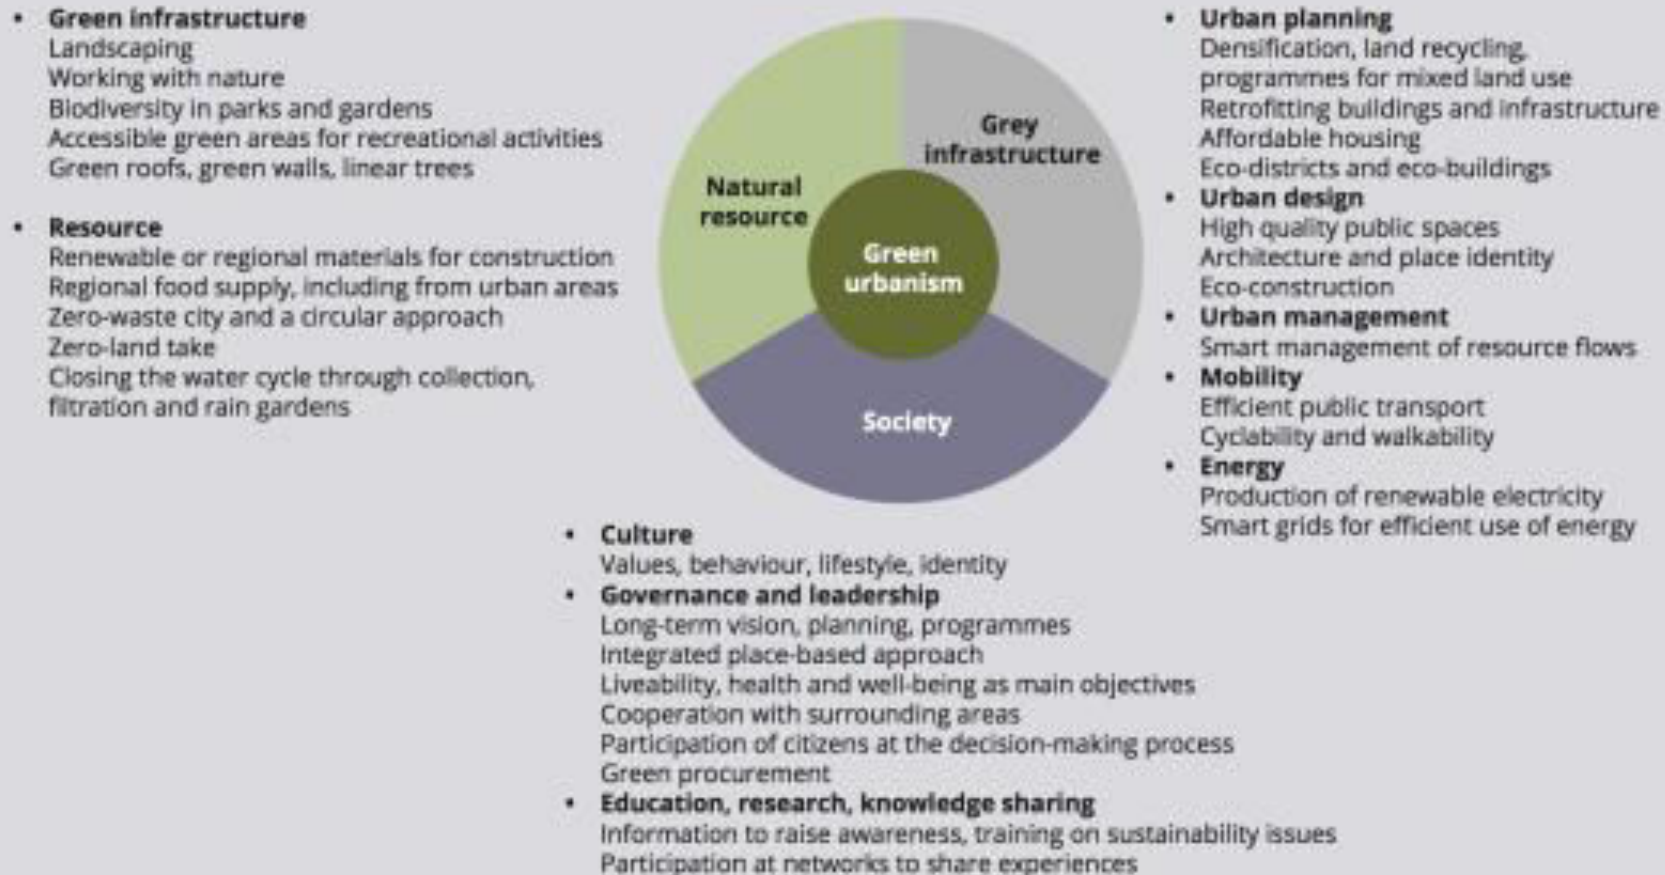 • Green infrastructure
Landscaping
Working with nature
Biodiversity in parks and gardens
Accessible green areas for recreational activities
Green roofs, green walls, linear trees
• Resource
Renewable or regional materials for construction
Regional food supply, including from urban areas
Zero-waste city and a circular approach
Zero-land take
Closing the water cycle through collection,
filtration and rain gardens
Natural
resource
Grey
infrastructure
Green
urbanism
Society
• Urban planning
Densification, land recycling,
programmes for mixed land use
Retrofitting buildings and infrastructure
Affordable housing
Eco-districts and eco-buildings
• Urban design
High quality public spaces
Architecture and place identity
Eco-construction
• Urban management
Smart management of resource flows
• Mobility
Efficient public transport
Cyclability and walkability
• Energy
Production of renewable electricity
Smart grids for efficient use of energy
• Culture
Values, behaviour, lifestyle, identity
• Governance and leadership
Long-term vision, planning, programmes
Integrated place-based approach
Liveability, health and well-being as main objectives
Cooperation with surrounding areas
Participation of citizens at the decision-making process
Green procurement
• Education, research, knowledge sharing
Information to raise awareness, training on sustainability issues
Participation at networks to share experiences